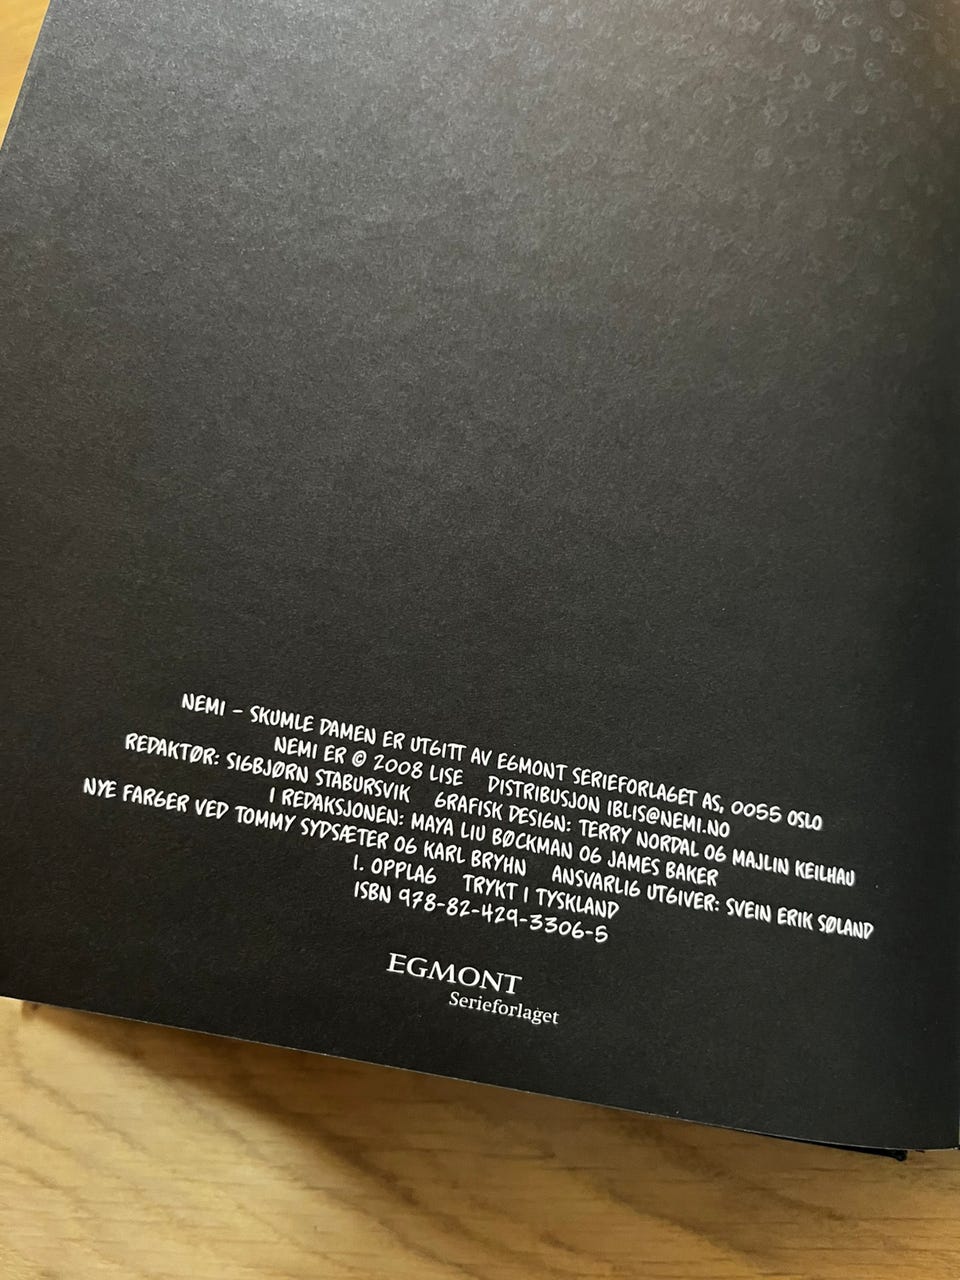 NEMI – SKUMLE DAMEN ER UTGITT AV EGMONT SERIEFORLAGET AS, 0055 OSLO
NEMI ER © 2008 LISE DISTRIBUSJON IBLIS@NEMI.NO
REDAKTØR: SIGBJØRN STABURSVIK GRAFISK DESIGN: TERRY NORDAL OG MAJLIN KEILHAU
I REDAKSJONEN: MAYA LIU BØCKMAN OG JAMES BAKER
NYE FARGER VED TOMMY SYDSÆTER OG KARL BRYHN ANSVARLIG UTGIVER: SVEIN ERIK SØLAND
1. OPPLAG TRYKT I TYSKLAND
ISBN 978-82-429-3306-5
EGMONT
Serieforlaget